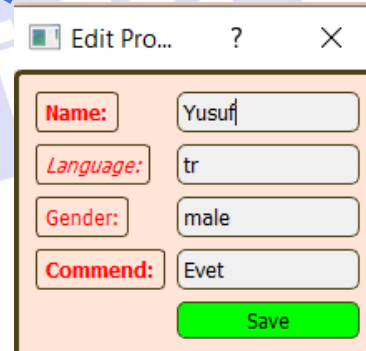 Edit Pro... ?
Name: Yusuf
Language: tr
Gender: male
Commend: Evet
Save